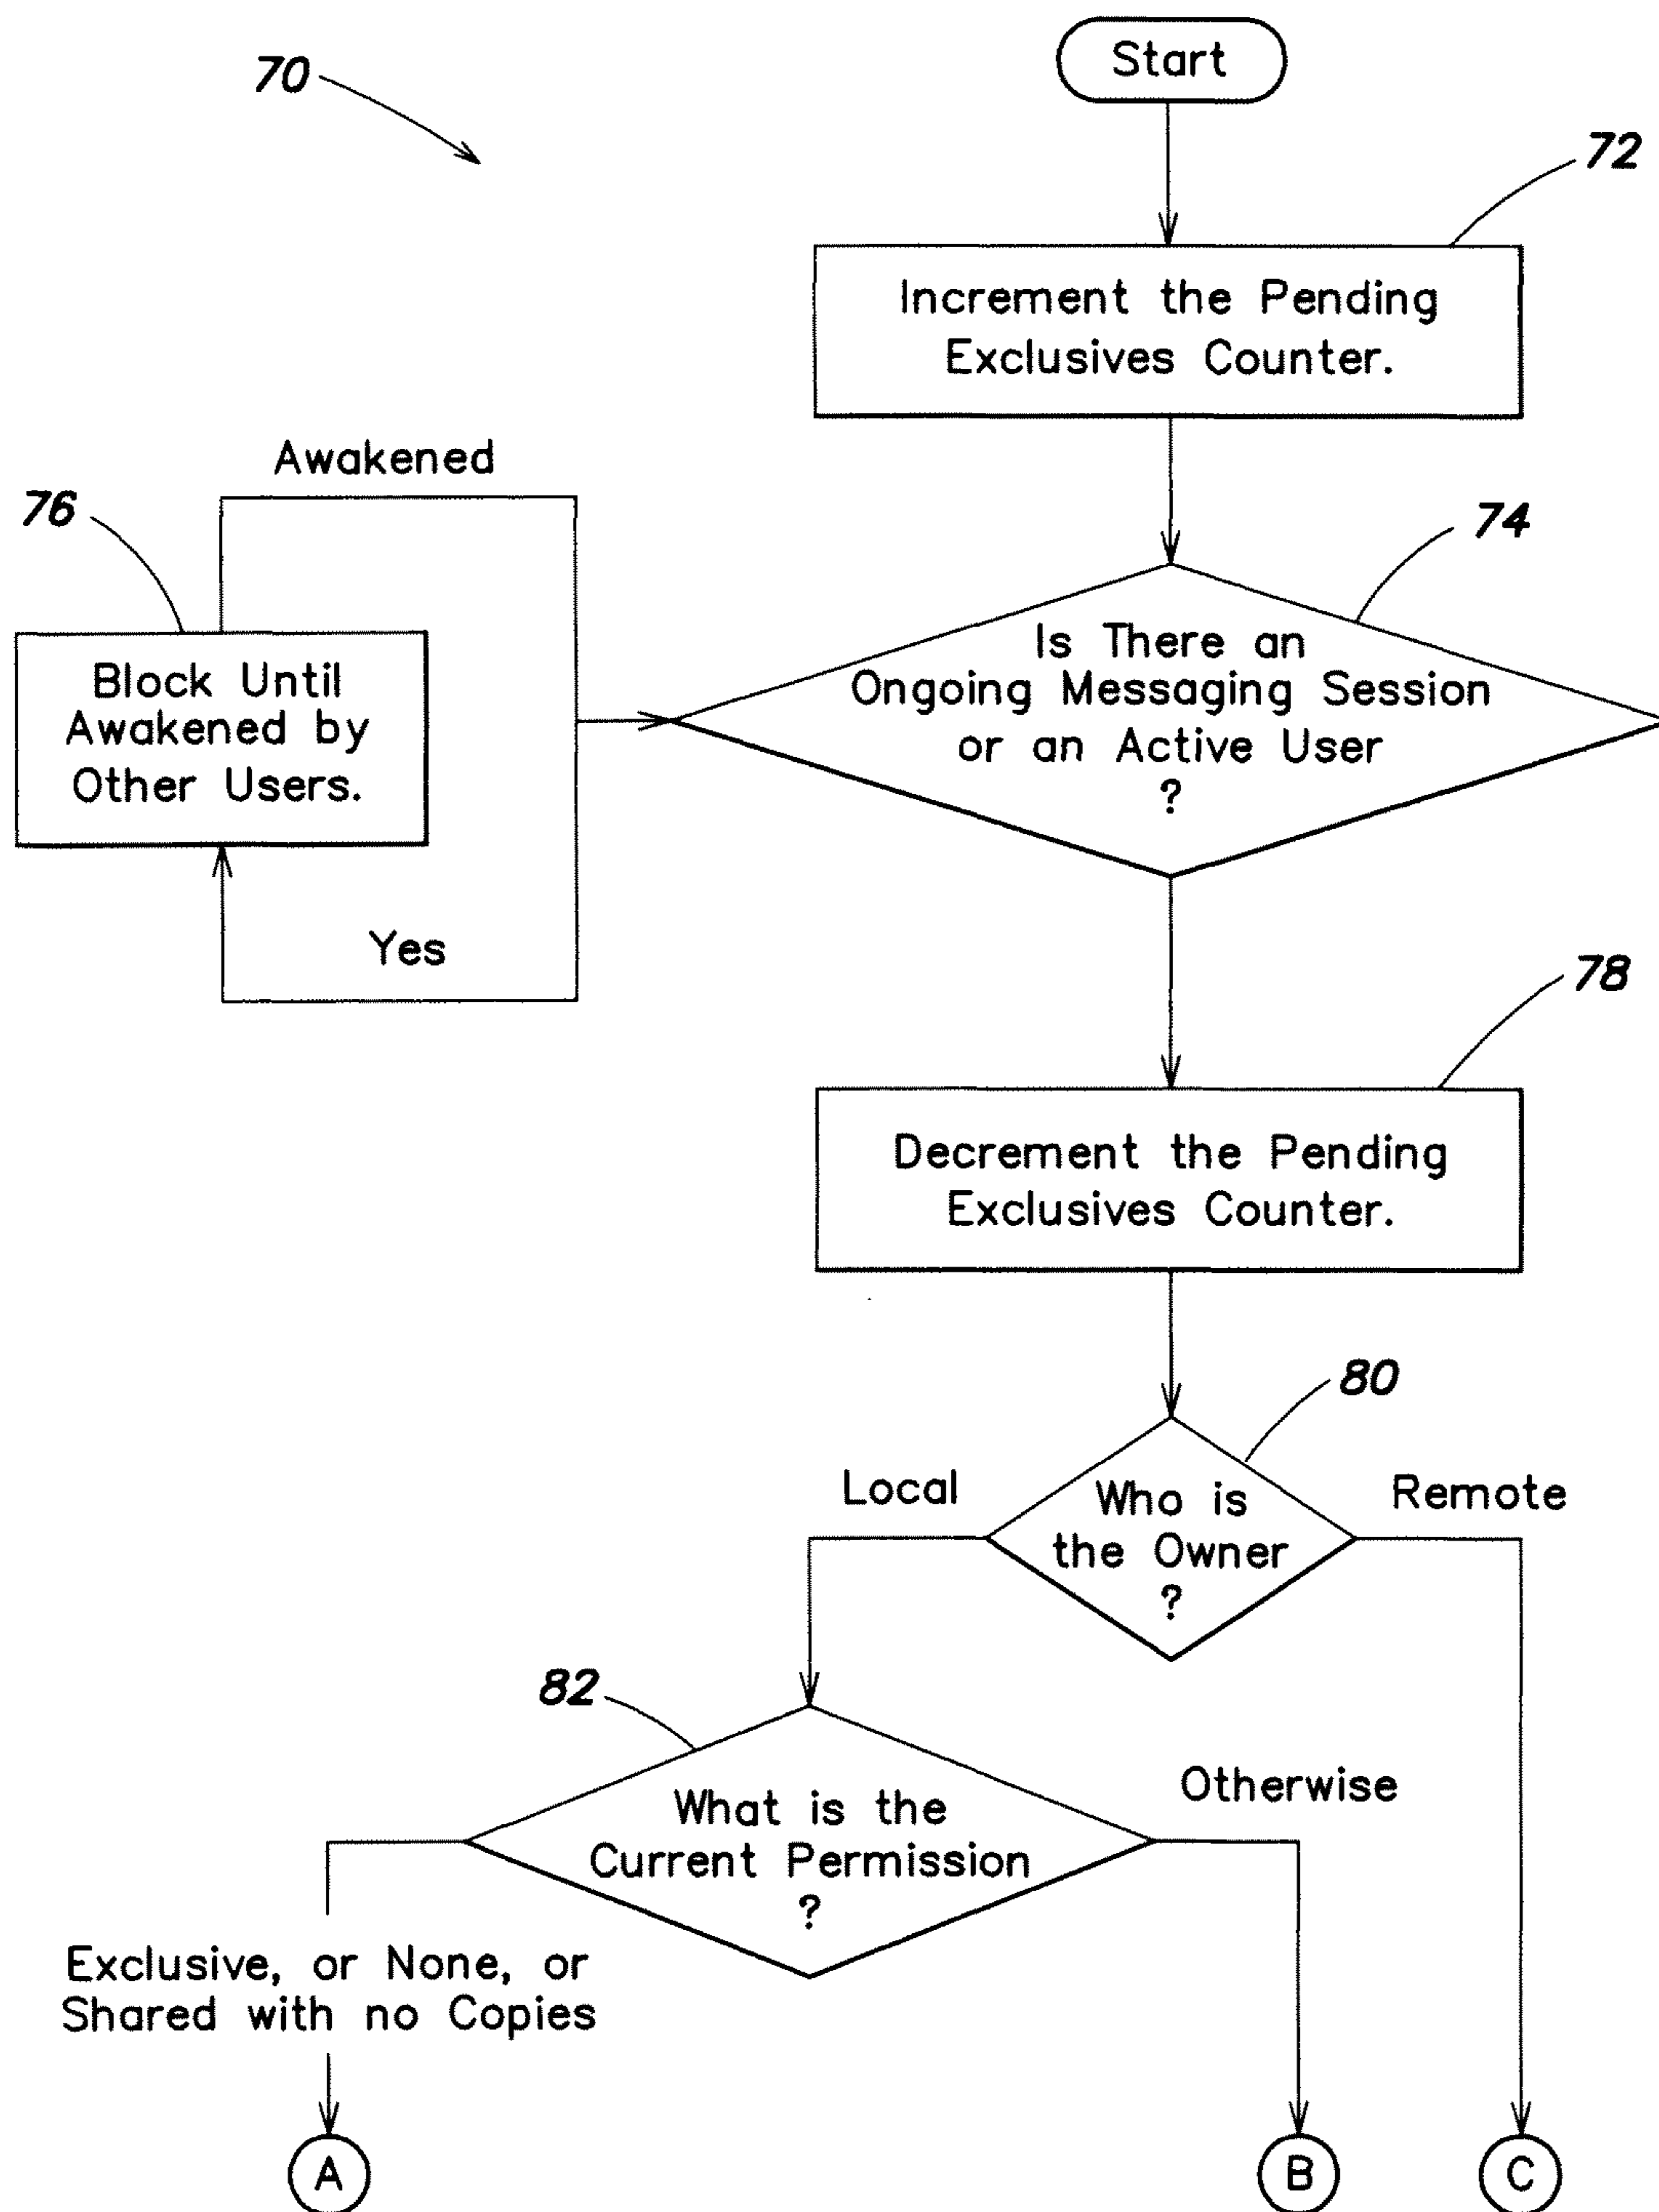 Start
70
72
Increment the Pending
Exclusives Counter.
Awakened
76
74
Block Until
Awakened by
Other Users.
Is There an
Ongoing Messaging Session
or an Active User
?
Yes
78
Decrement the Pending
Exclusives Counter.
80
Local
Remote
Who is
the Owner
?
82
Otherwise
What is the
Current Permission
?
Exclusive, or None, or
Shared with no Copies
A
B
C